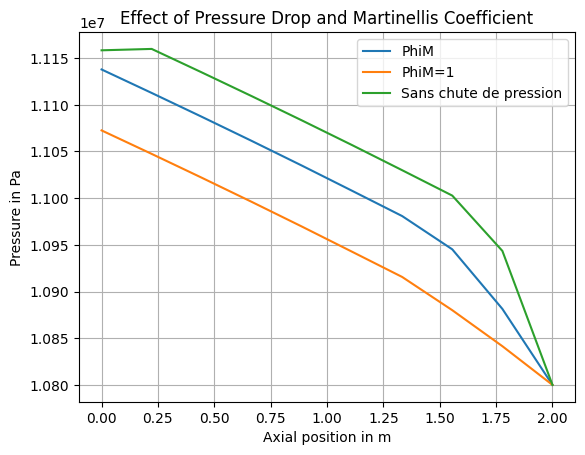 Effect of Pressure Drop and Martinellis Coefficient
1e7
PhiM
PhiM=1
Sans chute de pression
1.115
1.110
1.105
1.100
1.095
1.090
1.085
1.080
Pressure in Pa
0.00 0.25 0.50 0.75 1.00 1.25 1.50 1.75 2.00
Axial position in m